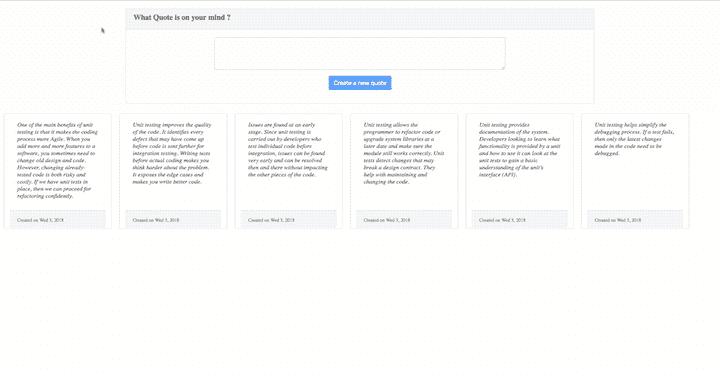 What Quote is on your mind ?
Create a new quote
One of the main benefits of unit
testing is that it makes the coding
process more Agile. When you
add more and more features to a
software, you sometimes need to
change old design and code.
However, changing already-
tested code is both risky and
costly. If we have unit tests in
place, then we can proceed for
refactoring confidently.
Created on Wed 5, 2018
Unit testing improves the quality
of the code. It identifies every
defect that may have come up
before code is sent further for
integration testing. Writing tests
before actual coding makes you
think harder about the problem.
It exposes the edge cases and
makes you write better code.
Created on Wed 5, 2018
Issues are found at an early
stage. Since unit testing is
carried out by developers who
test individual code before
integration, issues can be found
very early and can be resolved
then and there without impacting
the other pieces of the code.
Created on Wed 5, 2018
Unit testing allows the
programmer to refactor code or
upgrade system libraries at a
later date and make sure the
module still works correctly. Unit
tests detect changes that may
break a design contract. They
help with maintaining and
changing the code.
Created on Wed 5, 2018
Unit testing provides
documentation of the system.
Developers looking to learn what
functionality is provided by a unit
and how to use it can look at the
unit tests to gain a basic
understanding of the unit's
interface (API).
Created on Wed 5, 2018
Unit testing helps simplify the
debugging process. If a test fails,
then only the latest changes
made in the code need to be
debugged.
Created on Wed 5, 2018